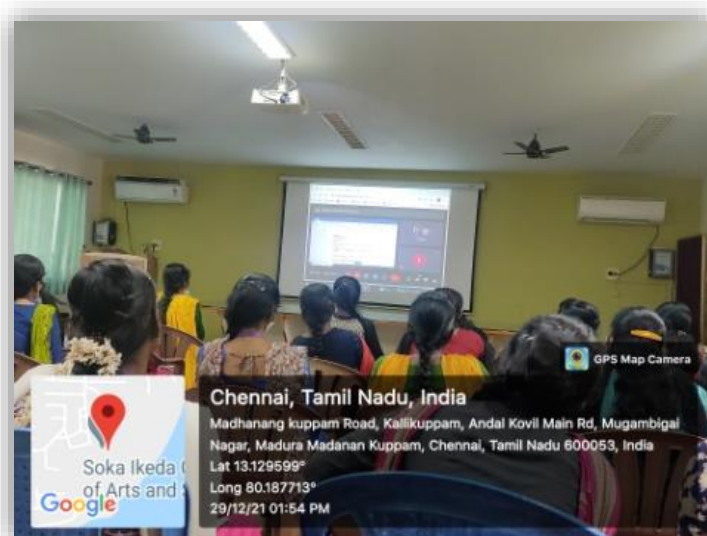 GPS Map Camera
Chennai, Tamil Nadu, India
Madhanang kuppam Road, Kallikuppam, Andal Kovil Main Rd, Mugambigai
Nagar, Madura Madanan Kuppam, Chennai, Tamil Nadu 600053, India
Lat 13.129599°
Long 80.187713°
29/12/21 01:54 PM
Soka Ikeda
of Arts and
Google